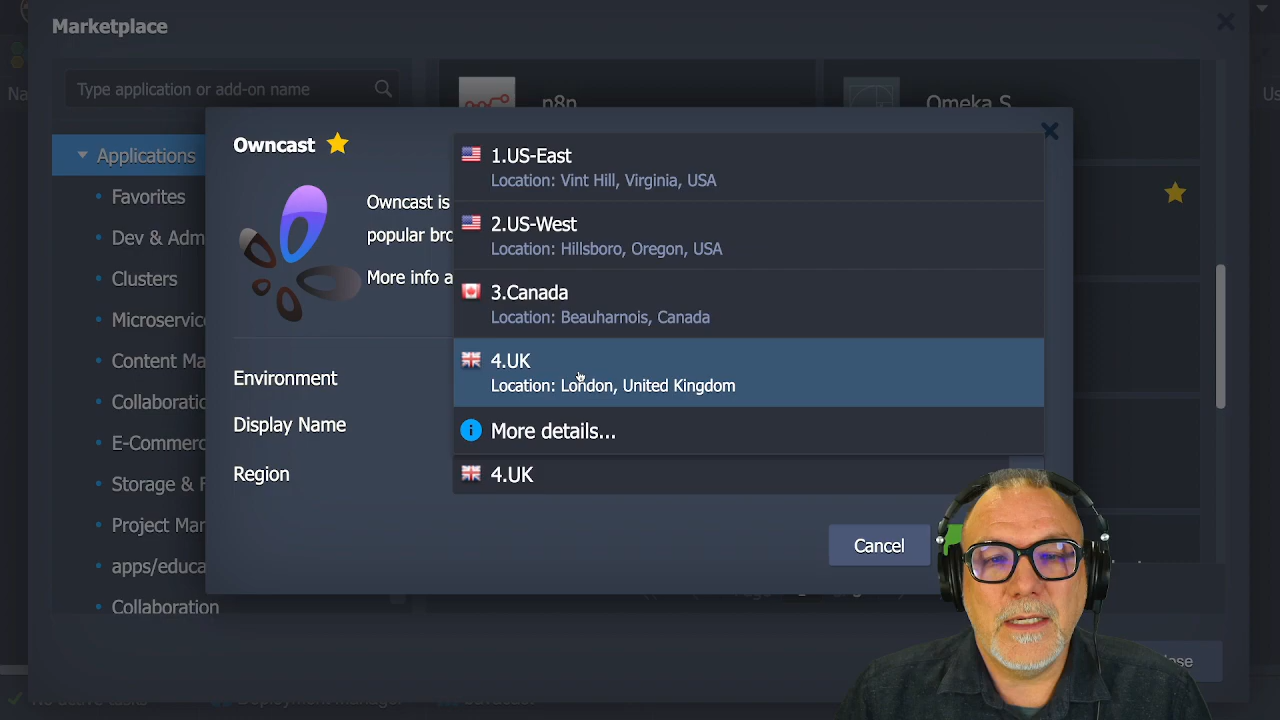 Marketplace
Type application or add-on name
n8n
Omeka S
Applications
Favorites
Dev & Adm
Clusters
Microservic
Content Ma
Collaboratic
E-Commerc
Storage & F
Project Mar
apps/educa
Collaboration
Owncast
Owncast is
popular brc
More info a
1.US-East
Location: Vint Hill, Virginia, USA
2.US-West
Location: Hillsboro, Oregon, USA
3.Canada
Location: Beauharnois, Canada
4.UK
Location: London, United Kingdom
More details...
Environment
Display Name
Region
4.UK
Cancel